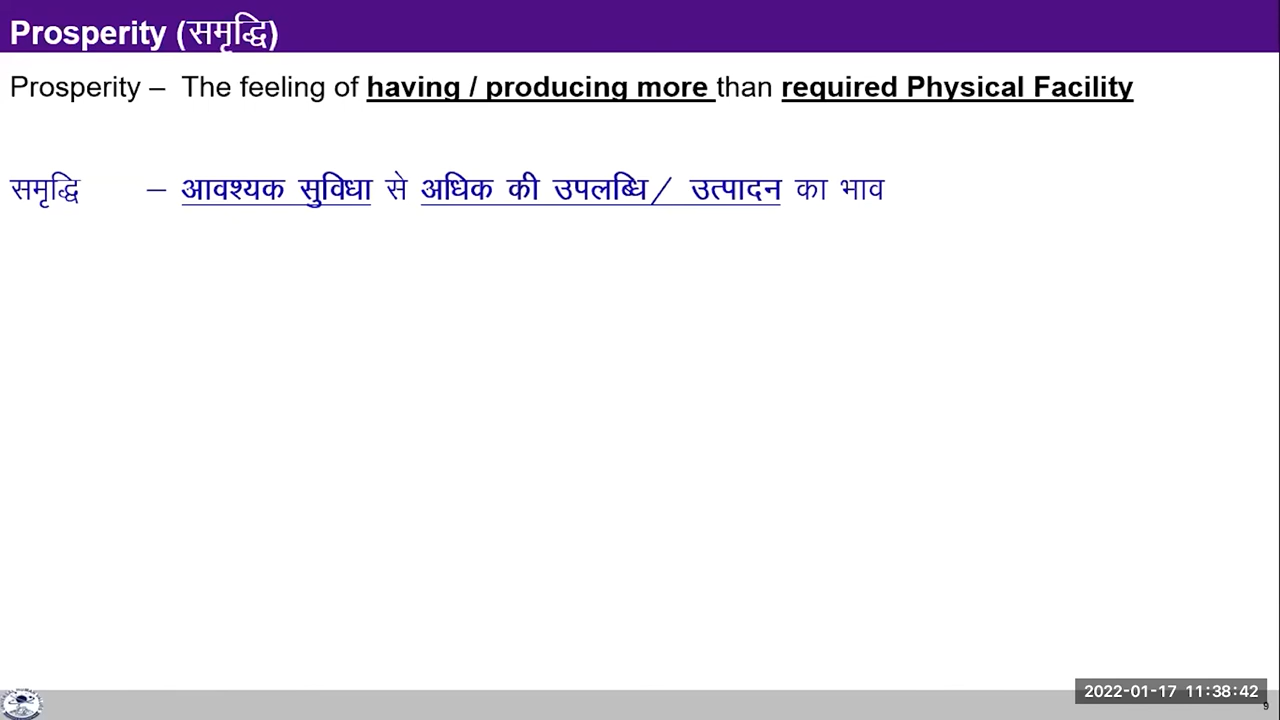 Prosperity (समृद्धि)
Prosperity – The feeling of having / producing more than required Physical Facility
समृद्धि – आवश्यक सुविधा से अधिक की उपलब्धि/ उत्पादन का भाव
2022-01-17 11:38:42
9